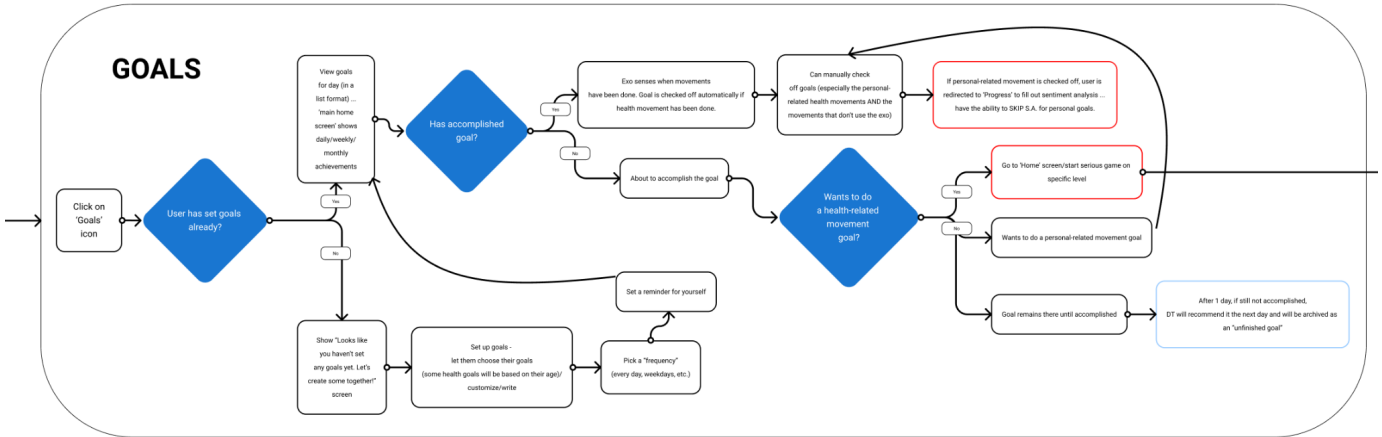 GOALS
Click on
‘Goals’
icon
User has set goals
already?
Yes
No
View goals
for day (in a
list format) ...
‘main home
screen’ shows
daily/weekly/
monthly
achievements
Show “Looks like
you haven’t set
any goals yet. Let’s
create some together!”
screen
Set up goals -
let them choose their goals
(some health goals will be based on their age)/
customize/write
Pick a “frequency”
(every day, weekdays, etc.)
Set a reminder for yourself
Has accomplished
goal?
Yes
No
Exo senses when movements
have been done. Goal is checked off automatically if
health movement has been done.
Can manually check
off goals (especially the personal-
related health movements AND the
movements that don’t use the exo)
If personal-related movement is checked off, user is
redirected to ‘Progress’ to fill out sentiment analysis ...
have the ability to SKIP S.A. for personal goals.
About to accomplish the goal
Wants to do
a health-related
movement
goal?
Yes
No
Go to ‘Home’ screen/start serious game on
specific level
Wants to do a personal-related movement goal
Goal remains there until accomplished
After 1 day, if still not accomplished,
DT will recommend it the next day and will be archived as
an “unfinished goal”